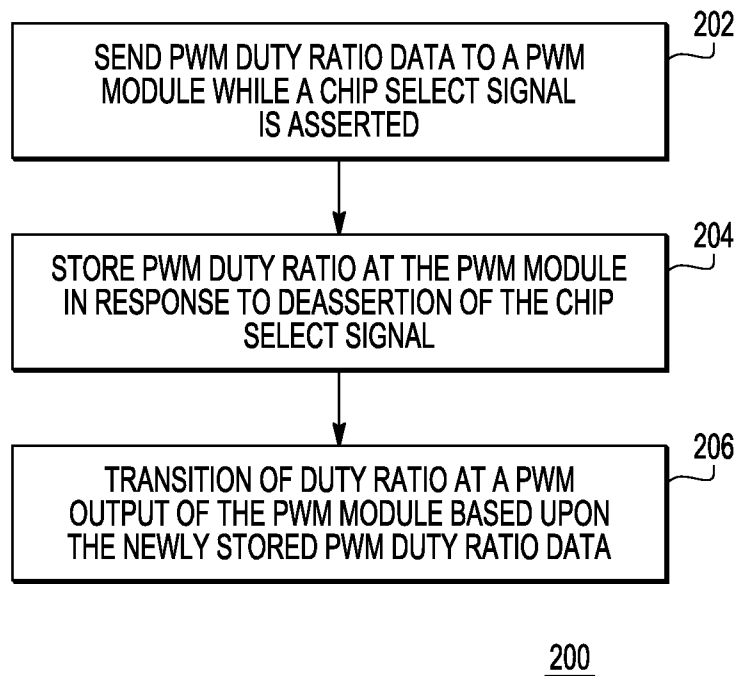 202
SEND PWM DUTY RATIO DATA TO A PWM
MODULE WHILE A CHIP SELECT SIGNAL
IS ASSERTED
204
STORE PWM DUTY RATIO AT THE PWM MODULE
IN RESPONSE TO DEASSERTION OF THE CHIP
SELECT SIGNAL
206
TRANSITION OF DUTY RATIO AT A PWM
OUTPUT OF THE PWM MODULE BASED UPON
THE NEWLY STORED PWM DUTY RATIO DATA
200